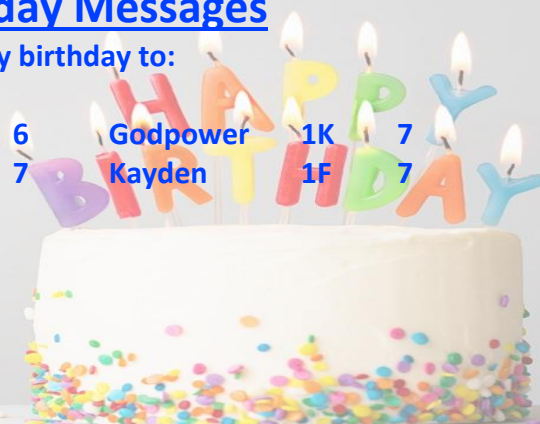 day Messages
y birthday to:
6 Godpower 1K 7
7 Kayden 1F 7
HAPPY
BIRTHDAY